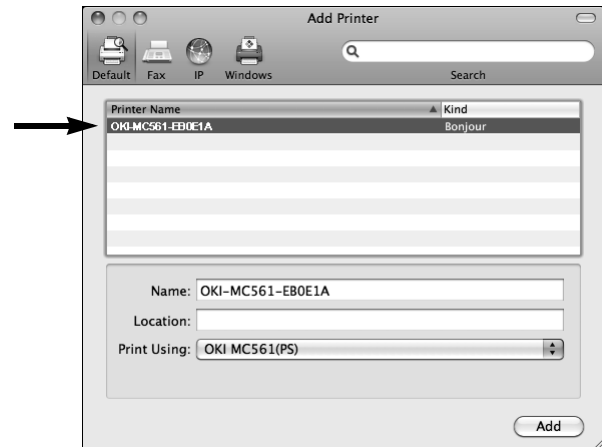 Add Printer
Default Fax IP Windows Search
Printer Name Kind
OKI-MC561-EB0E1A Bonjour
Name: OKI-MC561-EB0E1A
Location:
Print Using: OKI MC561(PS)
Add